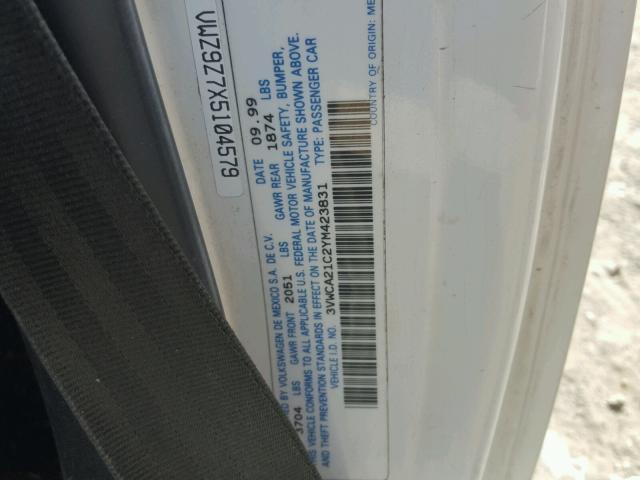 VWZ9Z7X5104579
ED BY VOLKSWAGEN DE MEXICO S.A. DE C.V. DATE 09.99
3704 LBS GAWR FRONT 2051 LBS GAWR REAR 1874 LBS
THIS VEHICLE CONFORMS TO ALL APPLICABLE U.S. FEDERAL MOTOR VEHICLE SAFETY, BUMPER,
AND THEFT PREVENTION STANDARDS IN EFFECT ON THE DATE OF MANUFACTURE SHOWN ABOVE.
VEHICLE I.D. NO. 3VWCA21C2YM423831 TYPE: PASSENGER CAR
COUNTRY OF ORIGIN: ME